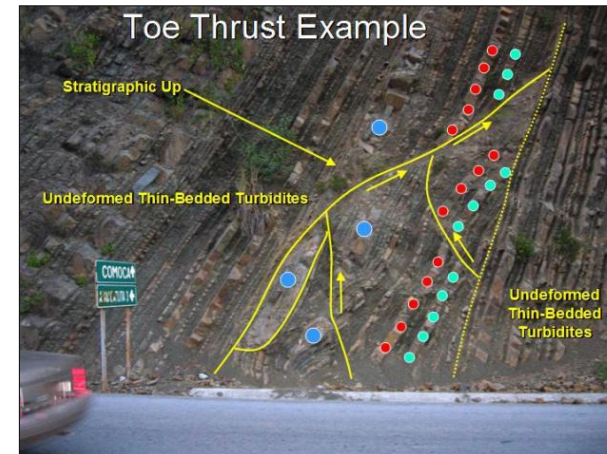 Toe Thrust Example
Stratigraphic Up
Undeformed Thin-Bedded Turbidites
COMOCA
Undeformed
Thin-Bedded
Turbidites